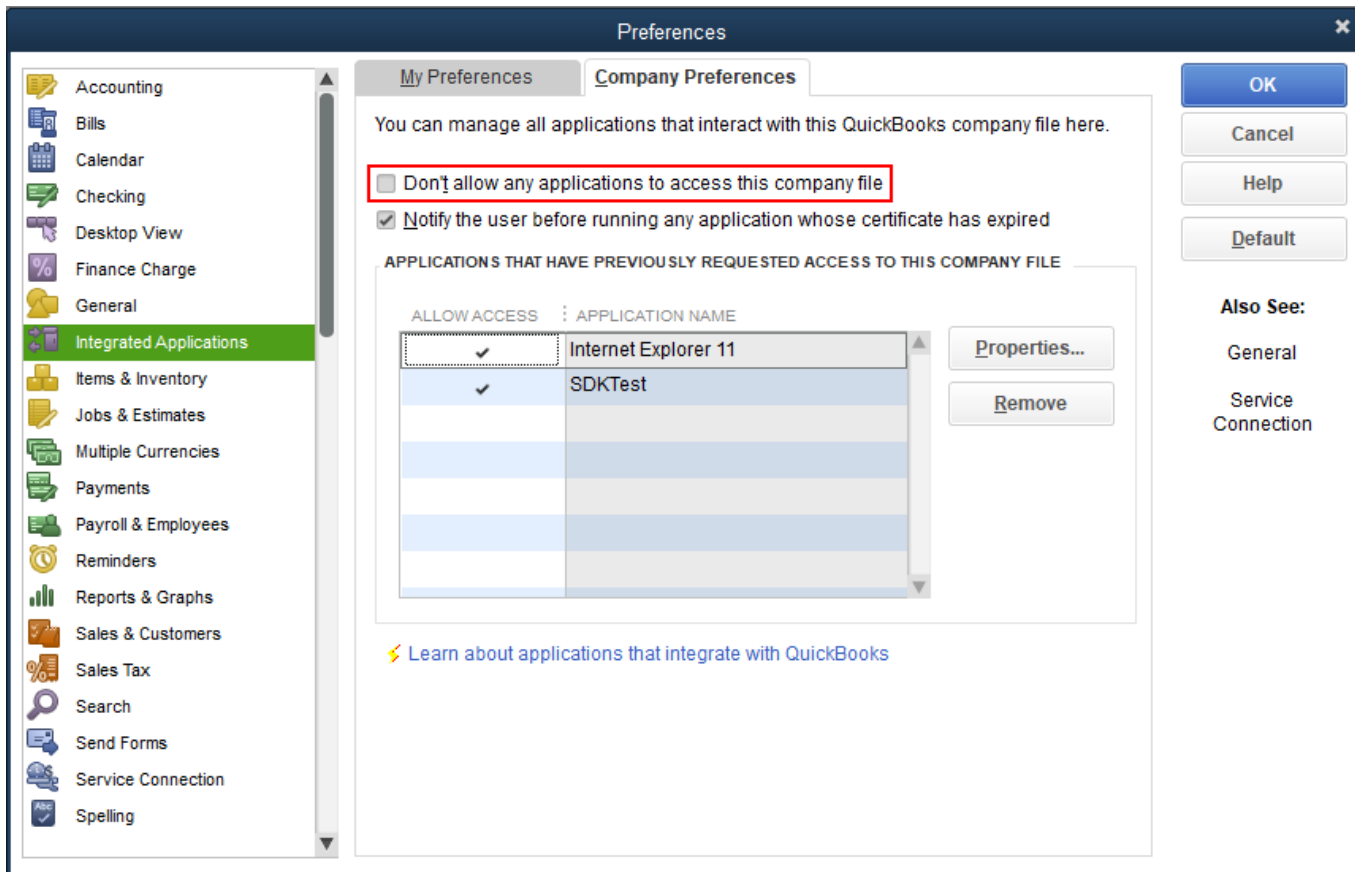 Preferences
Accounting
Bills
Calendar
Checking
Desktop View
Finance Charge
General
Integrated Applications
Items & Inventory
Jobs & Estimates
Multiple Currencies
Payments
Payroll & Employees
Reminders
Reports & Graphs
Sales & Customers
Sales Tax
Search
Send Forms
Service Connection
Abc
Spelling
My Preferences
Company Preferences
You can manage all applications that interact with this QuickBooks company file here.
Don't allow any applications to access this company file
Notify the user before running any application whose certificate has expired
APPLICATIONS THAT HAVE PREVIOUSLY REQUESTED ACCESS TO THIS COMPANY FILE
ALLOW ACCESS APPLICATION NAME
Internet Explorer 11
SDKTest
Properties...
Remove
Learn about applications that integrate with QuickBooks
OK
Cancel
Help
Default
Also See:
General
Service
Connection